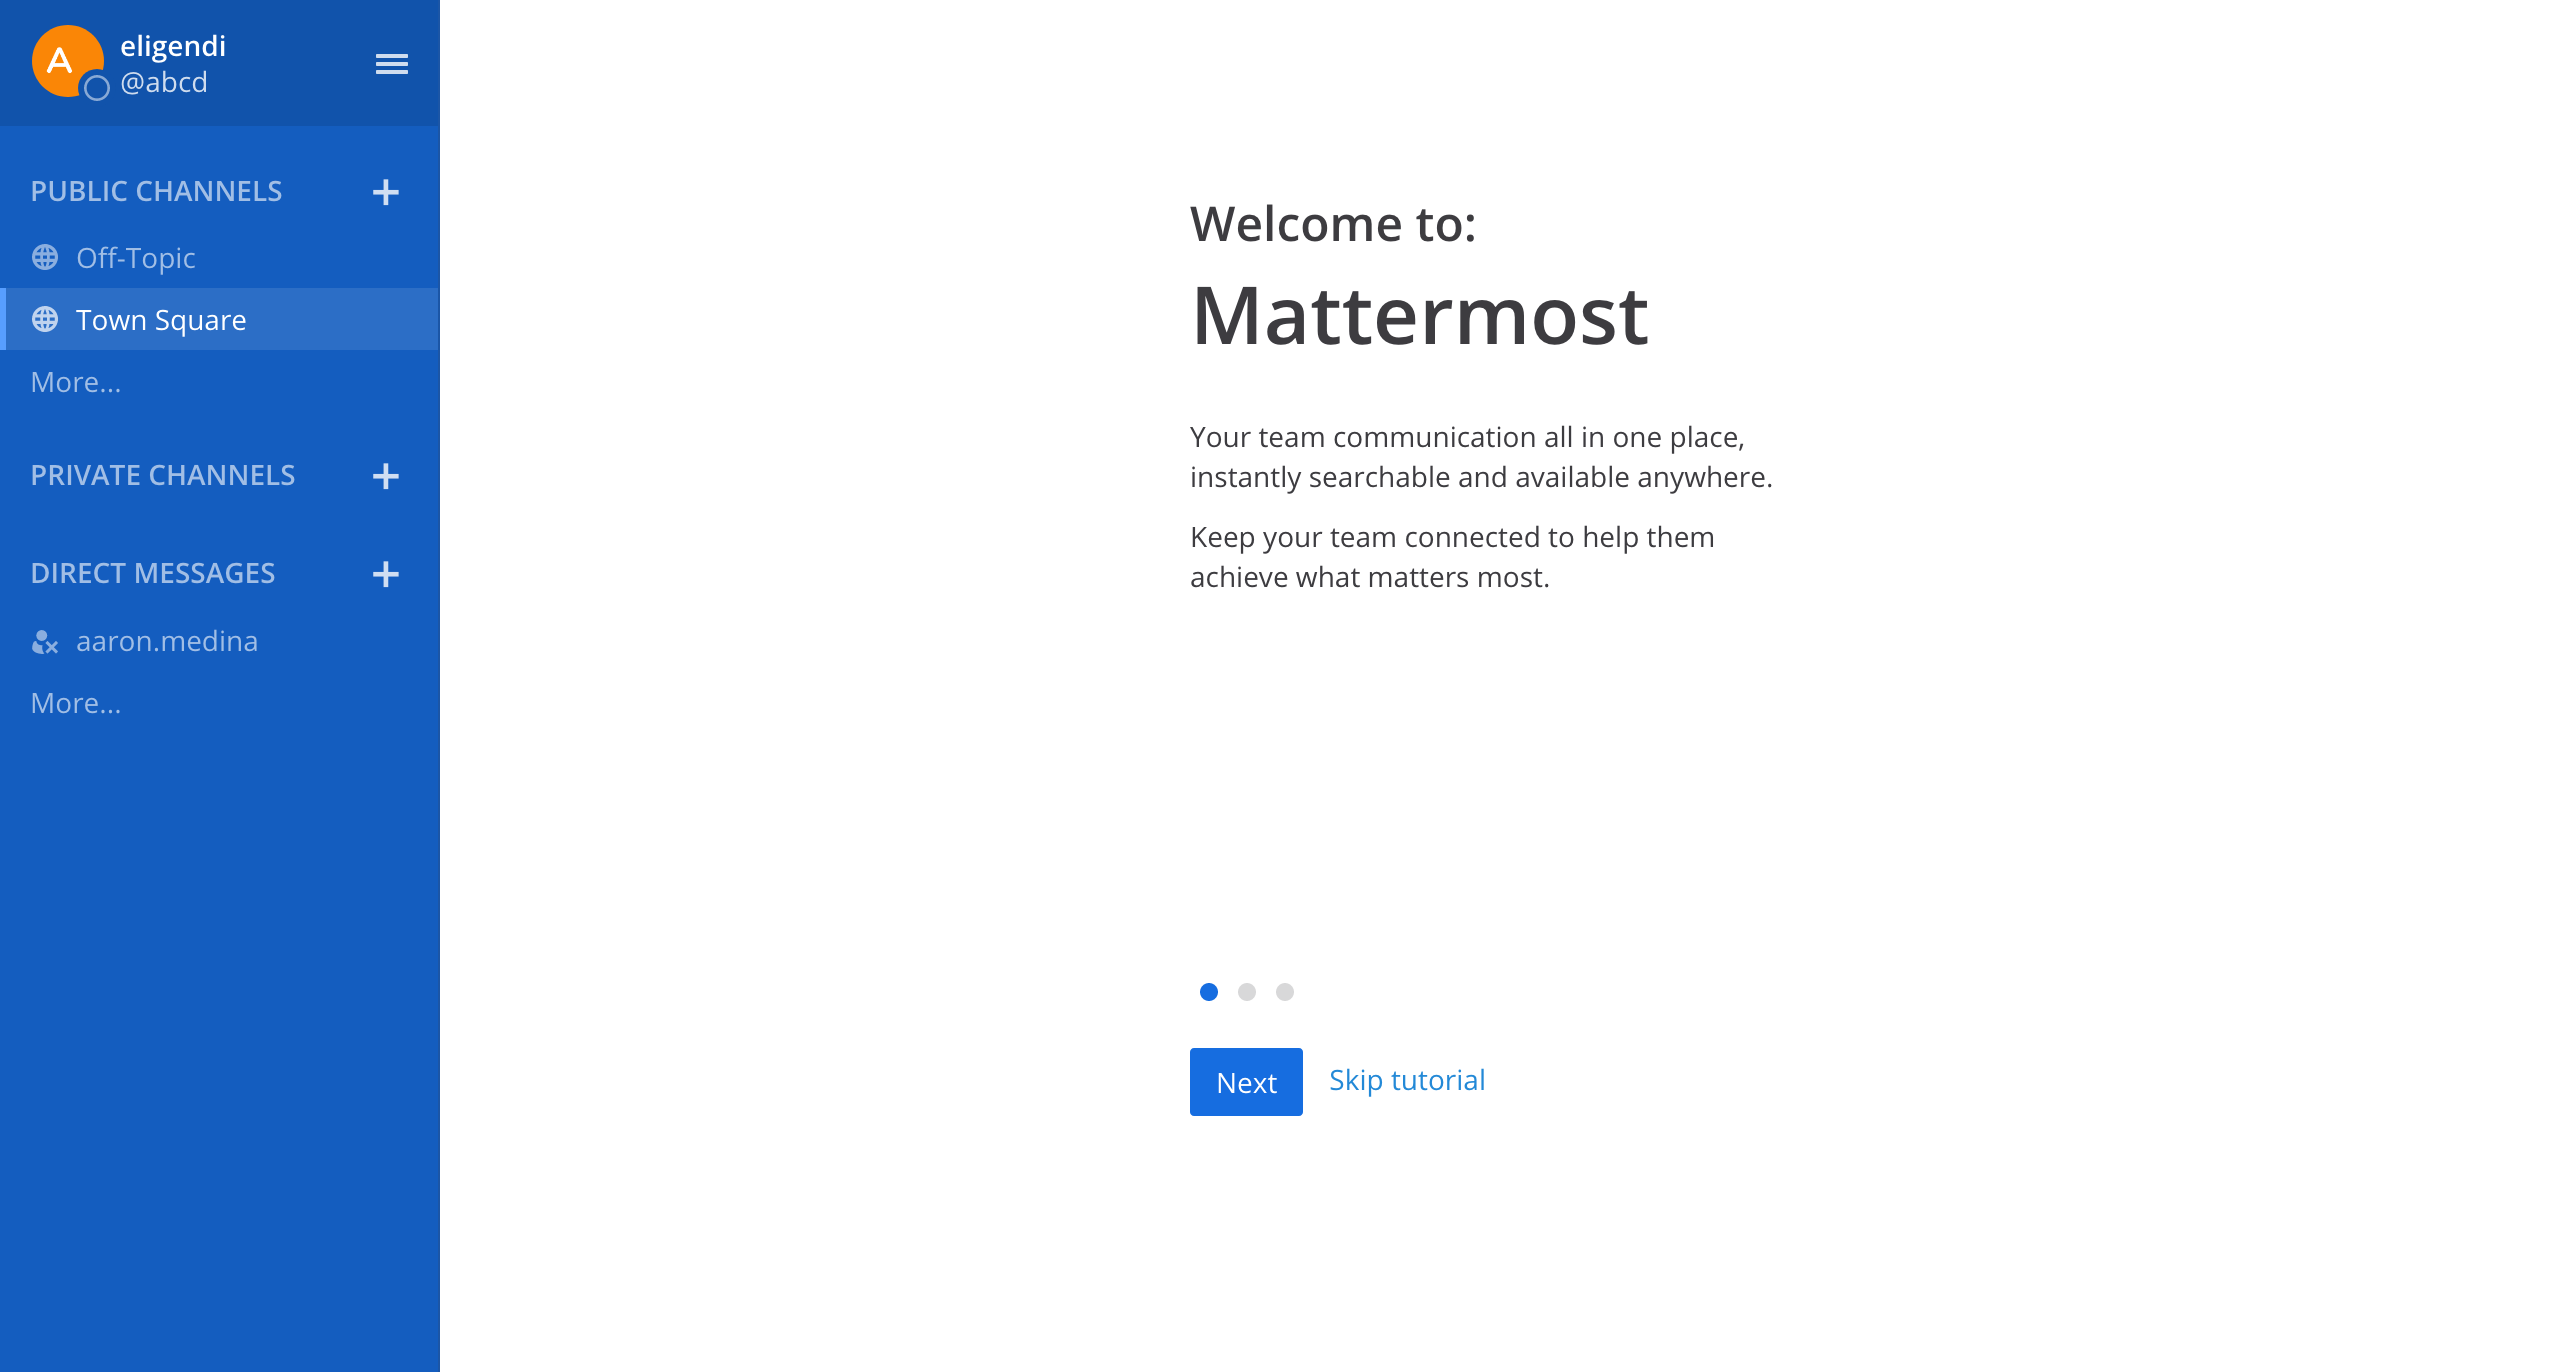 A
eligendi
@abcd
PUBLIC CHANNELS
Off-Topic
Town Square
More...
PRIVATE CHANNELS
DIRECT MESSAGES
aaron.medina
More...
Welcome to:
Mattermost
Your team communication all in one place,
instantly searchable and available anywhere.
Keep your team connected to help them
achieve what matters most.
Next
Skip tutorial